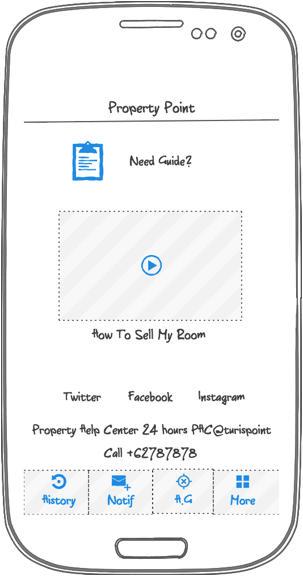 Property Point
Need Guide?
How To Sell My Room
Twitter Facebook Instagram
Property Help Center 24 hours PHC@turispoint
Call +62787878
History Notif A.G More